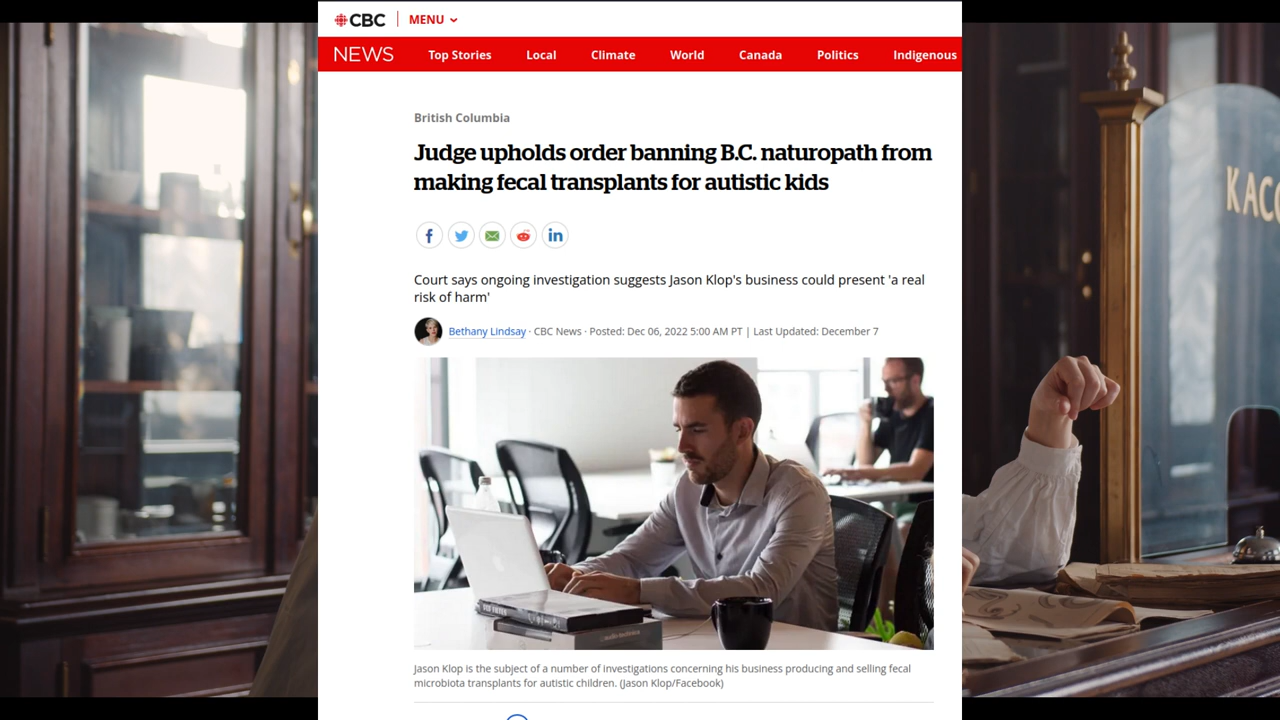 CBC MENU
NEWS Top Stories Local Climate World Canada Politics Indigenous
British Columbia
Judge upholds order banning B.C. naturopath from
making fecal transplants for autistic kids
Court says ongoing investigation suggests Jason Klop's business could present 'a real
risk of harm'
Bethany Lindsay · CBC News · Posted: Dec 06, 2022 5:00 AM PT | Last Updated: December 7
Jason Klop is the subject of a number of investigations concerning his business producing and selling fecal
microbiota transplants for autistic children. (Jason Klop/Facebook)
audio-technica